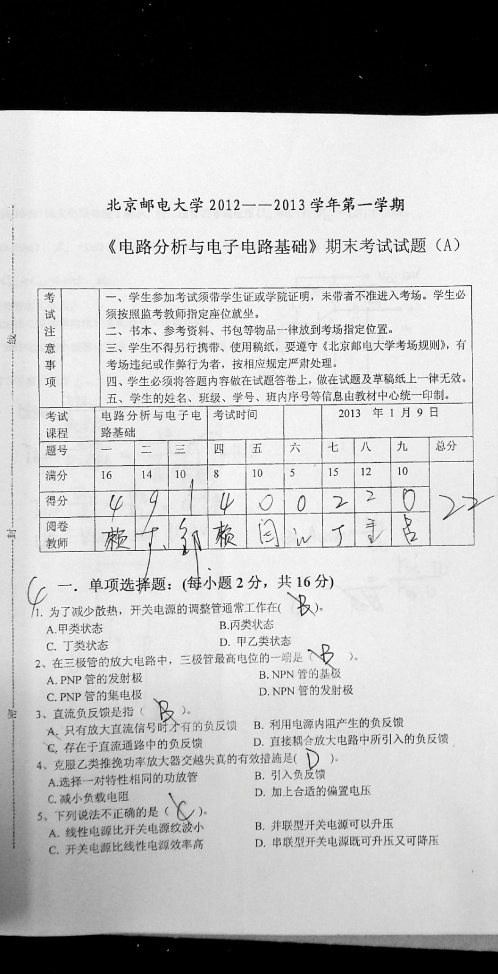 北京邮电大学2012——2013学年第一学期
《电路分析与电子电路基础》期末考试试题(A)
考试注意事项
一、学生参加考试须带学生证或学院证明，未带者不准进入考场。学生必
须按照监考教师指定座位就坐。
二、书本、参考资料、书包等物品一律放到考场指定位置。
三、学生不得另行携带、使用稿纸，要遵守《北京邮电大学考场规则》，有
考场违纪或作弊行为者，按相应规定严肃处理。
四、学生必须将答题内容做在试题答卷上，做在试题及草稿纸上一律无效。
五、学生的姓名、班级、学号、班内序号等信息由教材中心统一印制。
考试课程 电路分析与电子电路基础 考试时间 2013 年 1 月 9 日
题号 一 二 三 四 五 六 七 八 九 总分
满分 16 14 10 8 10 5 15 12 10
得分 4 9 1 4 0 0 2 2 0 22
阅卷教师 赖 郭 赖 闫 丁 吕
4
一．单项选择题：(每小题2分，共16分)
1. 为了减少散热，开关电源的调整管通常工作在( B )。
A.甲类状态 B.丙类状态
C. 丁类状态 D. 甲乙类状态
2、在三极管的放大电路中，三极管最高电位的一端是( B )。
A. PNP 管的发射极 B. NPN 管的基极
C. PNP 管的集电极 D. NPN 管的发射极
3、直流负反馈是指( B )。
A. 只有放大直流信号时才有的负反馈 B. 利用电源内阻产生的负反馈
C. 存在于直流通路中的负反馈 D. 直接耦合放大电路中所引入的负反馈
4、克服乙类推挽功率放大器交越失真的有效措施是( D )。
A.选择一对特性相同的功放管 B. 引入负反馈
C. 减小负载电阻 D. 加上合适的偏置电压
5、下列说法不正确的是( C )。
A. 线性电源比开关电源纹波小 B. 并联型开关电源可以升压
C. 开关电源比线性电源效率高 D. 串联型开关电源既可升压又可降压
封